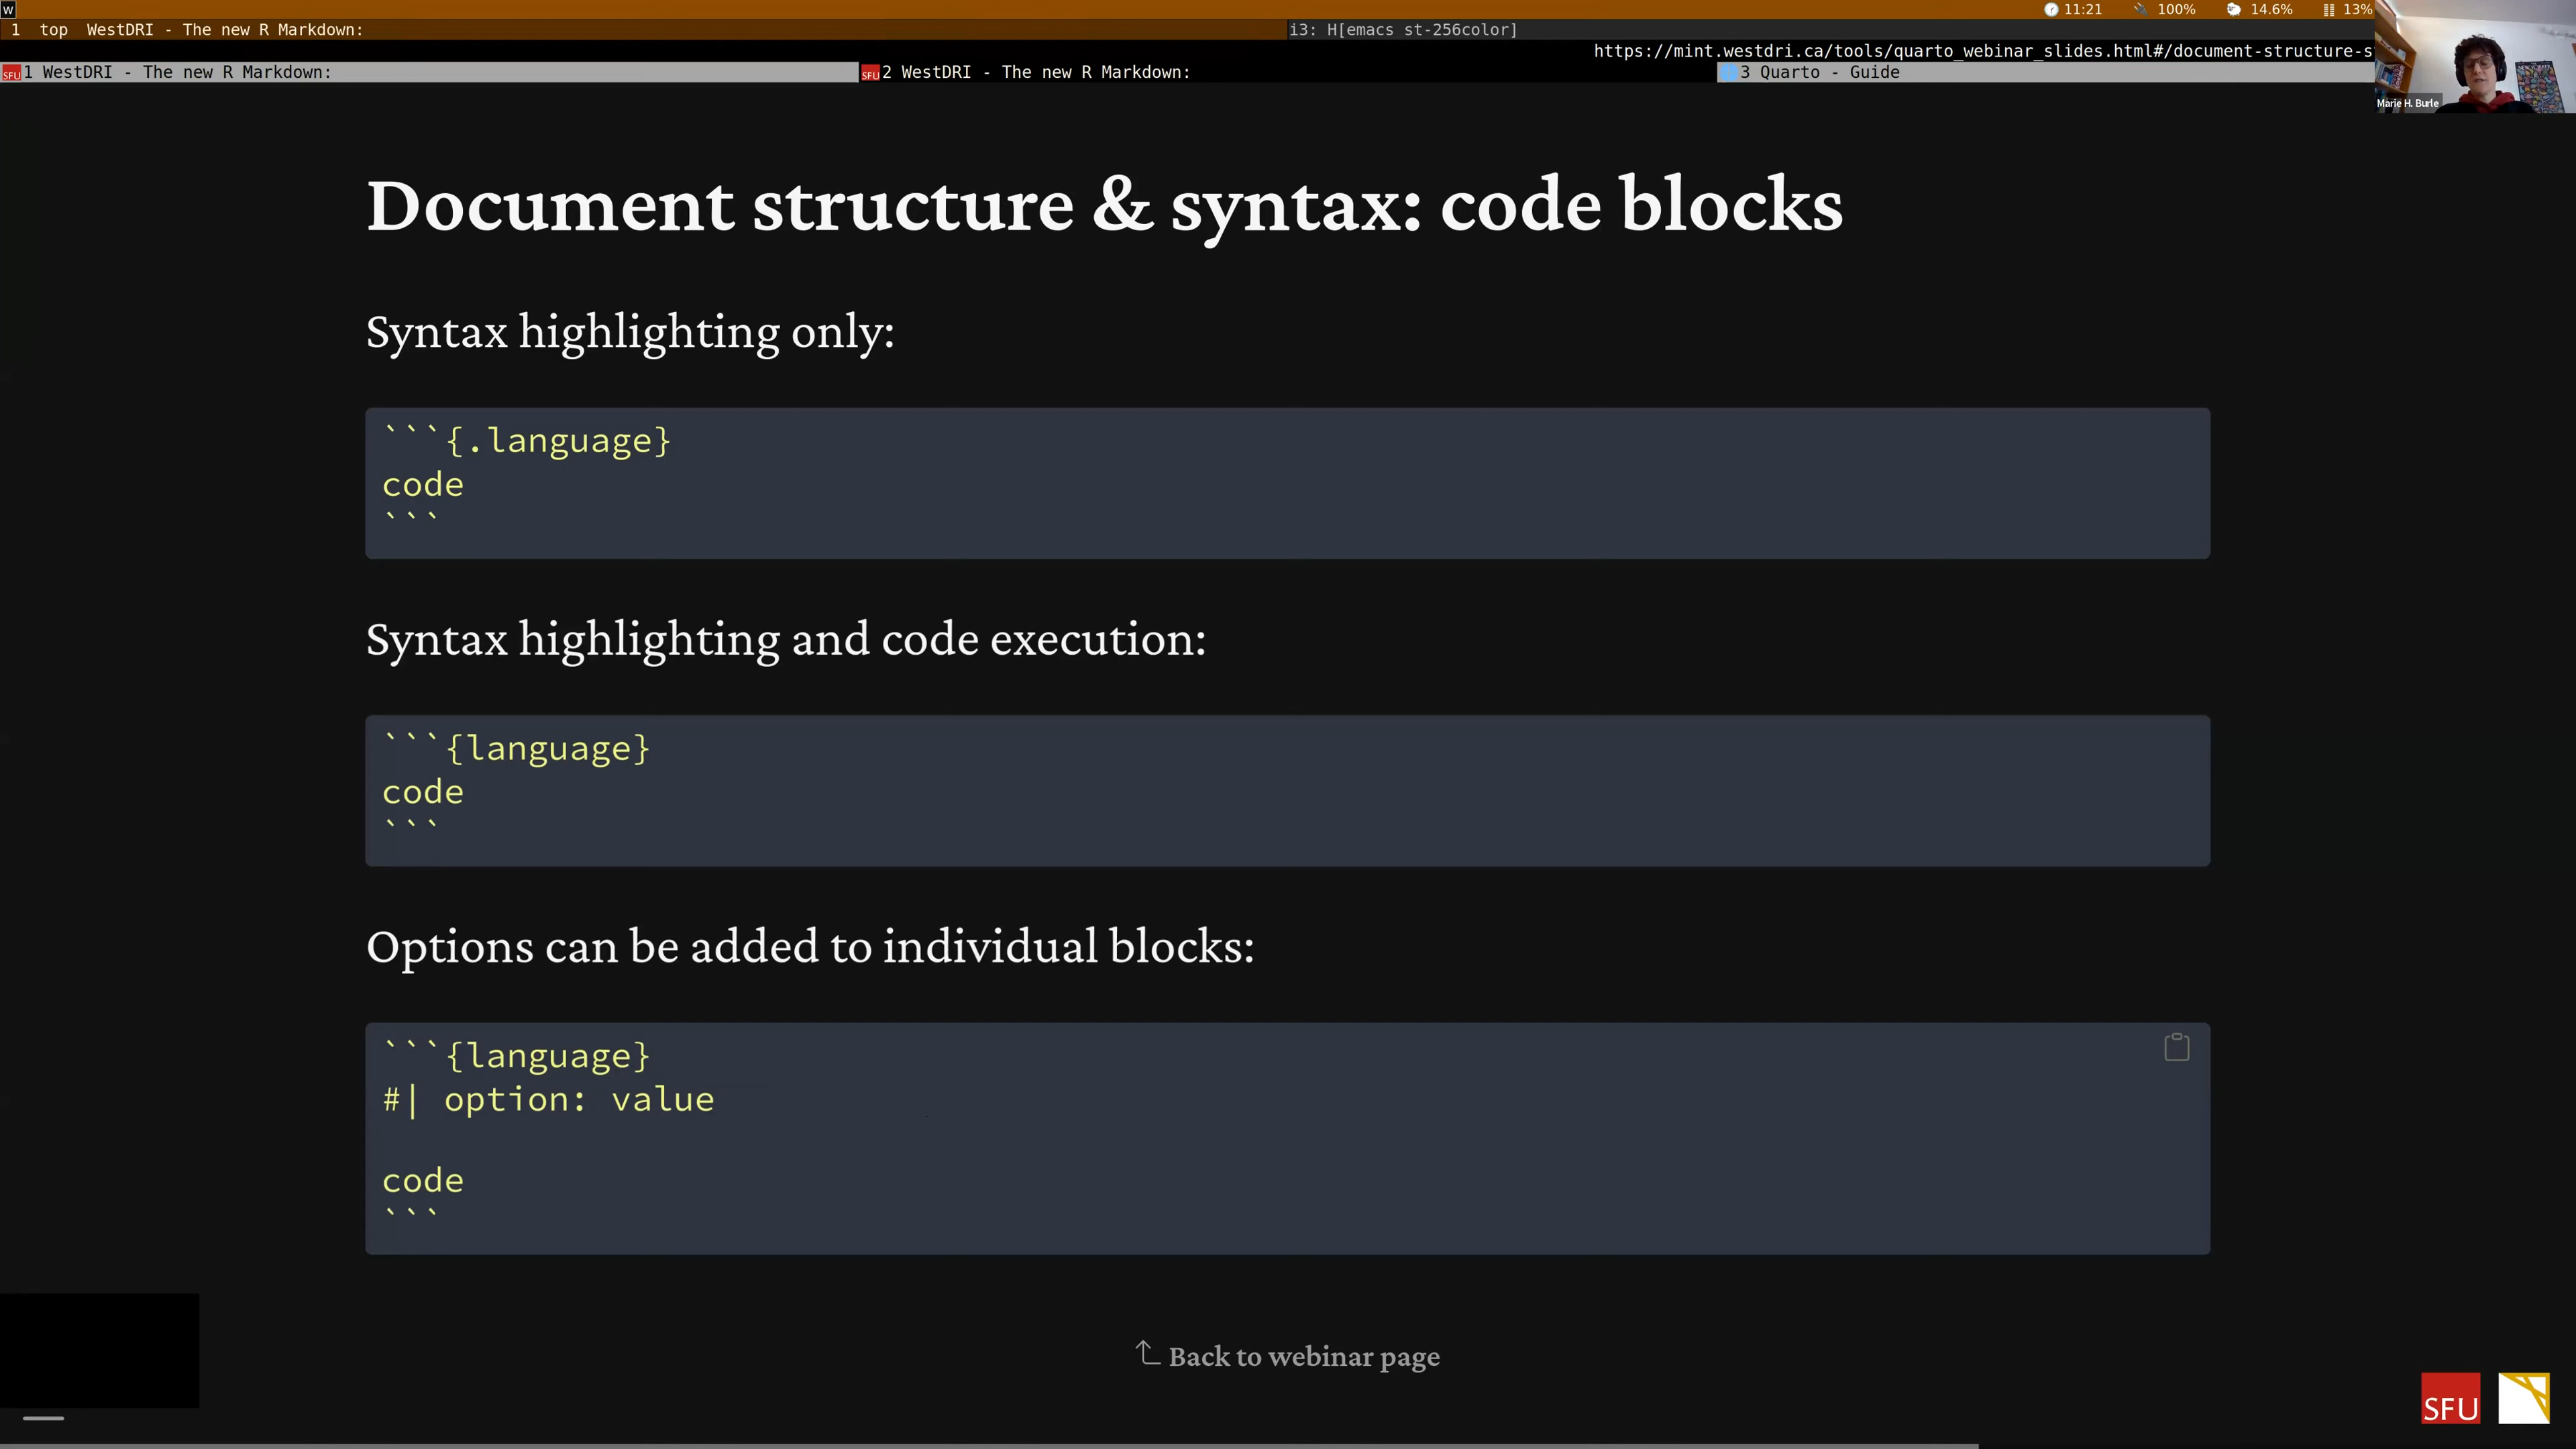 W
11:21 100% 14.6% 13%
1 top WestDRI - The new R Markdown:
i3: H[emacs st-256color]
https://mint.westdri.ca/tools/quarto_webinar_slides.html#/document-structure-s
SFU 1 WestDRI - The new R Markdown:
SFU 2 WestDRI - The new R Markdown:
3 Quarto - Guide
Marie H. Burle
Document structure & syntax: code blocks
Syntax highlighting only:
```{.language}
code
```
Syntax highlighting and code execution:
```{language}
code
```
Options can be added to individual blocks:
```{language}
#| option: value
code
```
Back to webinar page
SFU